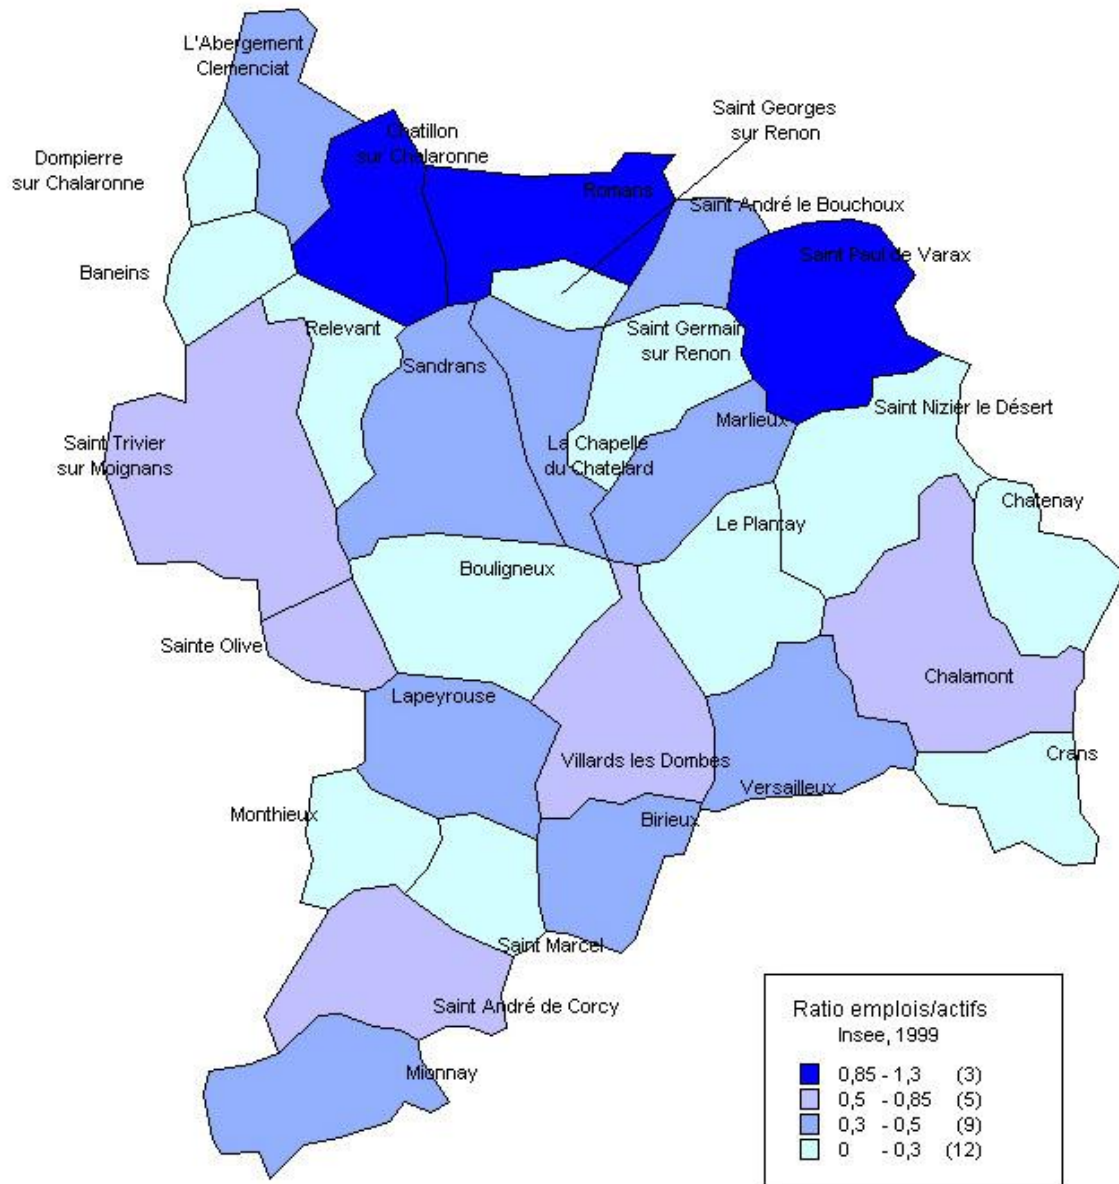 L'Abergement
Clemenciat
Saint Georges
sur Renon
Chatillon
sur Chalaronne
Dompierre
sur Chalaronne
Romans
Saint André le Bouchoux
Baneins
Saint Paul de Varax
Relevant
Saint Germain
sur Renon
Sandrans
Saint Nizier le Désert
Marlieux
Saint Trivier
sur Moignans
La Chapelle
du Chatelard
Chatenay
Le Plantay
Bouligneux
Sainte Olive
Chalamont
Lapeyrouse
Crans
Villards les Dombes
Versailleux
Monthieux
Birieux
Saint Marcel
Saint André de Corcy
Mionnay
Ratio emplois/actifs
Insee, 1999
0,85 - 1,3 (3)
0,5 - 0,85 (5)
0,3 - 0,5 (9)
0 - 0,3 (12)